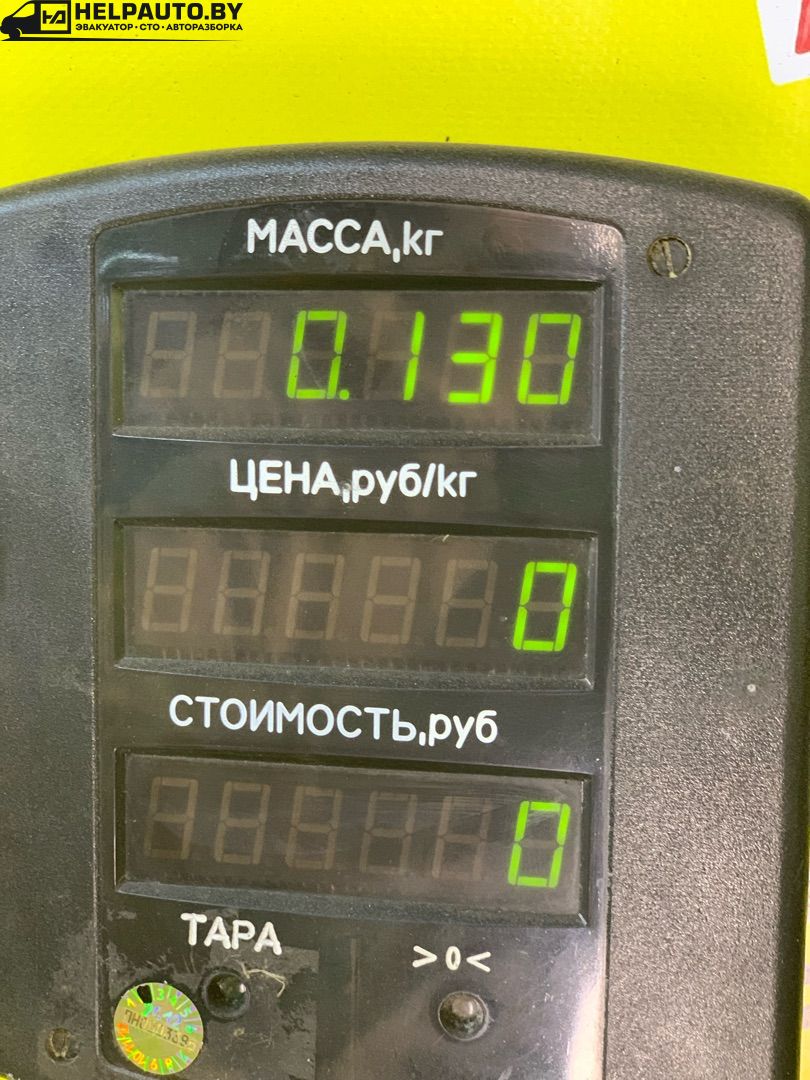 HELPAUTO.BY
ЭВАКУАТОР•СТО•АВТОРАЗБОРКА
МАССА,кг
0.130
ЦЕНА,руб/кг
0
СТОИМОСТЬ,руб
0
ТАРА
>0<